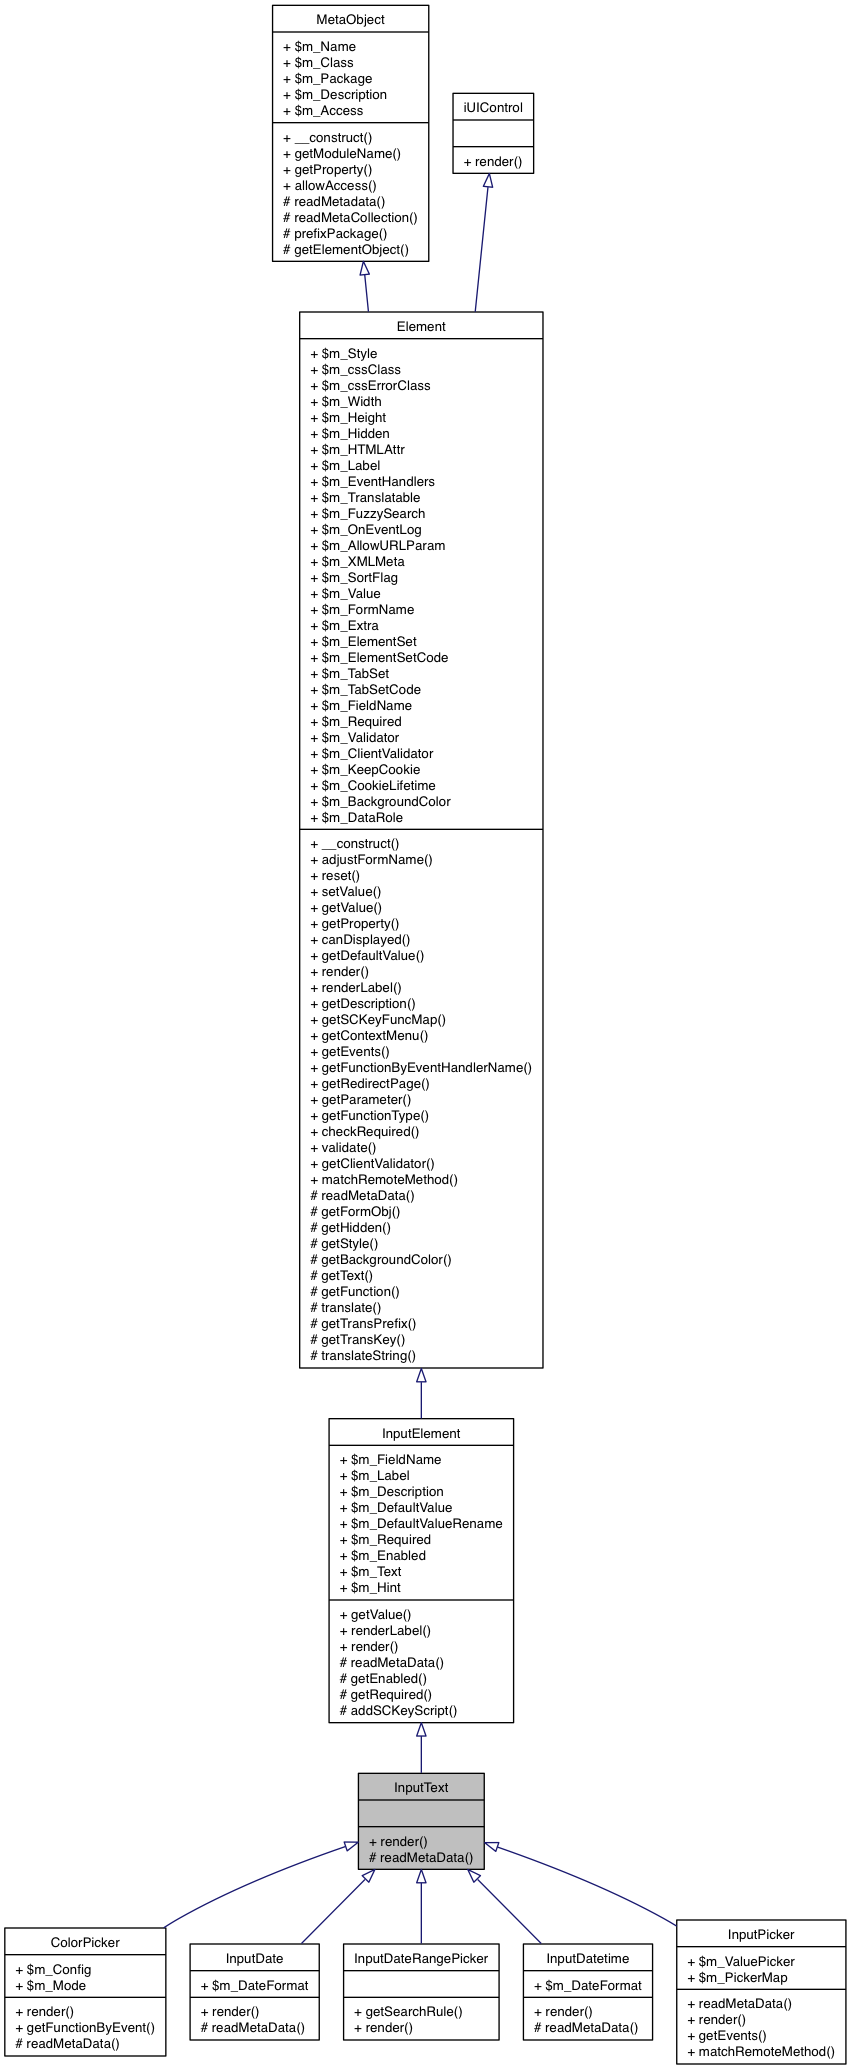 MetaObject
+ $m_Name
+ $m_Class
+ $m_Package
+ $m_Description
+ $m_Access
+ __construct()
+ getModuleName()
+ getProperty()
+ allowAccess()
# readMetadata()
# readMetaCollection()
# prefixPackage()
# getElementObject()
iUIControl
+ render()
Element
+ $m_Style
+ $m_cssClass
+ $m_cssErrorClass
+ $m_Width
+ $m_Height
+ $m_Hidden
+ $m_HTMLAttr
+ $m_Label
+ $m_EventHandlers
+ $m_Translatable
+ $m_FuzzySearch
+ $m_OnEventLog
+ $m_AllowURLParam
+ $m_XMLMeta
+ $m_SortFlag
+ $m_Value
+ $m_FormName
+ $m_Extra
+ $m_ElementSet
+ $m_ElementSetCode
+ $m_TabSet
+ $m_TabSetCode
+ $m_FieldName
+ $m_Required
+ $m_Validator
+ $m_ClientValidator
+ $m_KeepCookie
+ $m_CookieLifetime
+ $m_BackgroundColor
+ $m_DataRole
+ __construct()
+ adjustFormName()
+ reset()
+ setValue()
+ getValue()
+ getProperty()
+ canDisplayed()
+ getDefaultValue()
+ render()
+ renderLabel()
+ getDescription()
+ getSCKeyFuncMap()
+ getContextMenu()
+ getEvents()
+ getFunctionByEventHandlerName()
+ getRedirectPage()
+ getParameter()
+ getFunctionType()
+ checkRequired()
+ validate()
+ getClientValidator()
+ matchRemoteMethod()
# readMetaData()
# getFormObj()
# getHidden()
# getStyle()
# getBackgroundColor()
# getText()
# getFunction()
# translate()
# getTransPrefix()
# getTransKey()
# translateString()
InputElement
+ $m_FieldName
+ $m_Label
+ $m_Description
+ $m_DefaultValue
+ $m_DefaultValueRename
+ $m_Required
+ $m_Enabled
+ $m_Text
+ $m_Hint
+ getValue()
+ renderLabel()
+ render()
# readMetaData()
# getEnabled()
# getRequired()
# addSCKeyScript()
InputText
+ render()
# readMetaData()
ColorPicker
+ $m_Config
+ $m_Mode
+ render()
+ getFunctionByEvent()
# readMetaData()
InputDate
+ $m_DateFormat
+ render()
# readMetaData()
InputDateRangePicker
+ getSearchRule()
+ render()
InputDatetime
+ $m_DateFormat
+ render()
# readMetaData()
InputPicker
+ $m_ValuePicker
+ $m_PickerMap
+ readMetaData()
+ render()
+ getEvents()
+ matchRemoteMethod()